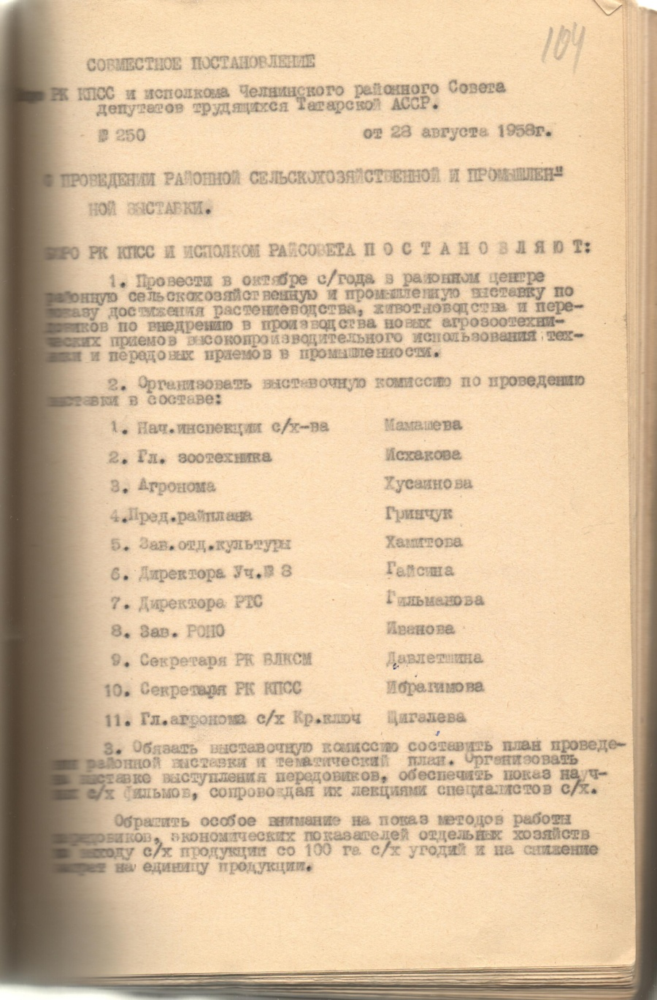 104
СОВМЕСТНОЕ ПОСТАНОВЛЕНИЕ
РК КПСС и исполкома Челнинского районного Совета
депутатов трудящихся Татарской АССР.
№ 250 от 28 августа 1958г.
О ПРОВЕДЕНИИ РАЙОННОЙ СЕЛЬСКОХОЗЯЙСТВЕННОЙ И ПРОМЫШЛЕН-
НОЙ ВЫСТАВКИ.
БЮРО РК КПСС И ИСПОЛКОМ РАЙСОВЕТА П О С Т А Н О В Л Я Ю Т:
1. Провести в октябре с/года в районном центре
районную сельскохозяйственную и промышленную выставку по
показу достижения растениеводства, животноводства и пере-
довиков по внедрению в производства новых агрозоотехни-
ческих приемов высокопроизводительного использования тех-
ники и передовых приемов в промышленности.
2. Организовать выставочную комиссию по проведению
выставки в составе:
1. Нач.инспекции с/х-ва Мамашева
2. Гл. зоотехника Исхакова
3. Агронома Хусаинова
4.Пред.райплана Гринчук
5. Зав.отд.культуры Хамитова
6. Директора Уч.№ 8 Гайсина
7. Директора РТС Гильманова
8. Зав. РОНО Иванова
9. Секретаря РК ВЛКСМ Давлетшина
10. Секретаря РК КПСС Ибрагимова
11. Гл.агронома с/х Кр.ключ Щигалева
3. Обязать выставочную комиссию составить план проведе-
ния районной выставки и тематический план. Организовать
на выставке выступления передовиков, обеспечить показ науч-
ных с/х фильмов, сопровождая их лекциями специалистов с/х.
Обратить особое внимание на показ методов работы
передовиков, экономических показателей отдельных хозяйств
по выходу с/х продукции со 100 га с/х угодий и на снижение
затрат на единицу продукции.